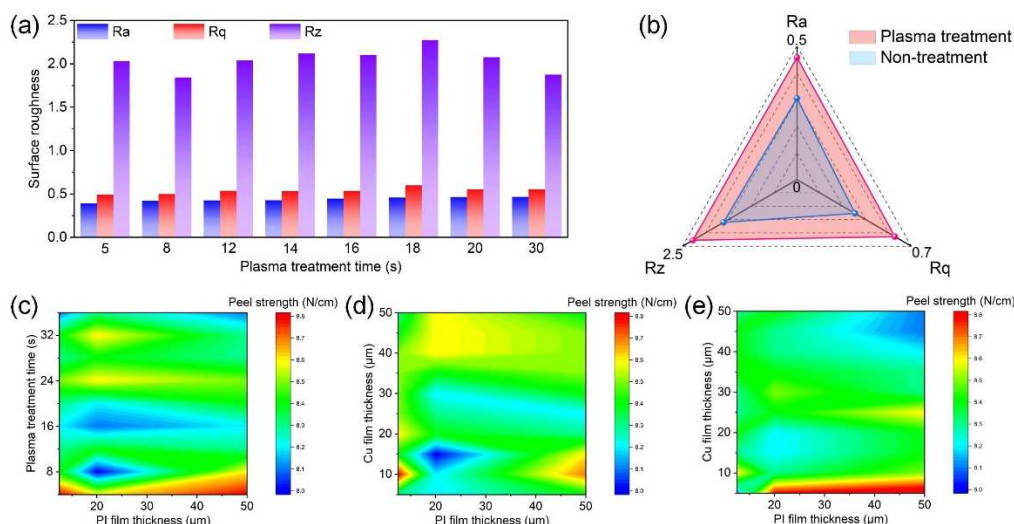 (a)
Ra Rq Rz
2.5
2.0
1.5
1.0
0.5
0.0
Surface roughness
5 8 12 14 16 18 20 30
Plasma treatment time (s)
(b)
Ra
0.5
Plasma treatment
Non-treatment
0
2.5
Rz
0.7
Rq
(c)
Peel strength (N/cm)
32
24
16
8
Plasma treatment time (s)
20 30 40 50
PI film thickness (μm)
(d)
Peel strength (N/cm)
50
40
30
20
10
Cu film thickness (μm)
10 20 30 40 50
PI film thickness (μm)
(e)
Peel strength (N/cm)
50
40
30
20
10
Cu film thickness (μm)
20 30 40 50
PI film thickness (μm)